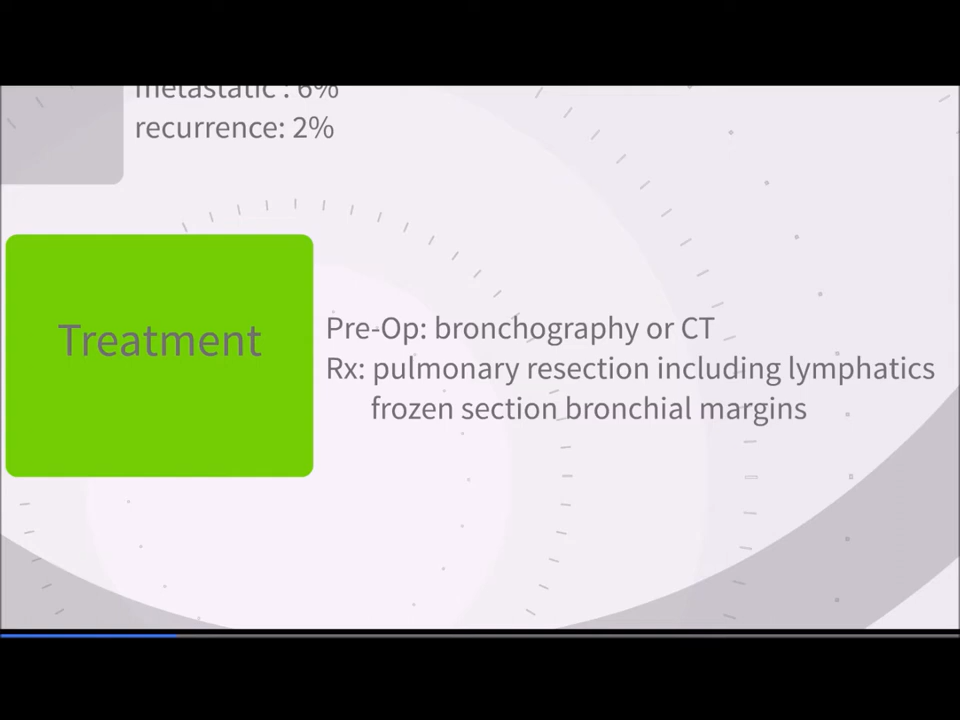 metastatic : 6%
recurrence: 2%
Treatment
Pre-Op: bronchography or CT
Rx: pulmonary resection including lymphatics
frozen section bronchial margins